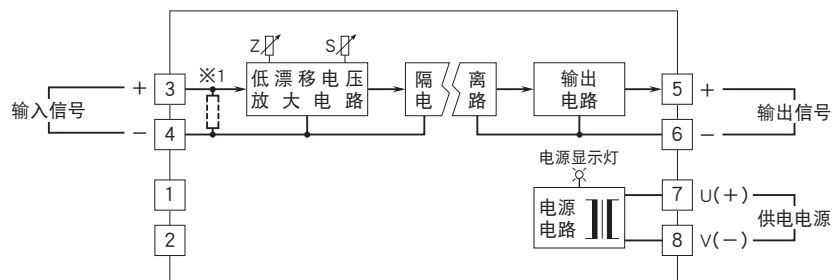 Z
S
※1
+
3
低漂移电压
放大电路
隔
电
离
路
输出
电路
5
+
输入信号
输出信号
−
4
6
−
电源显示灯
1
电源
电路
7
U(+)
供电电源
2
8
V(−)